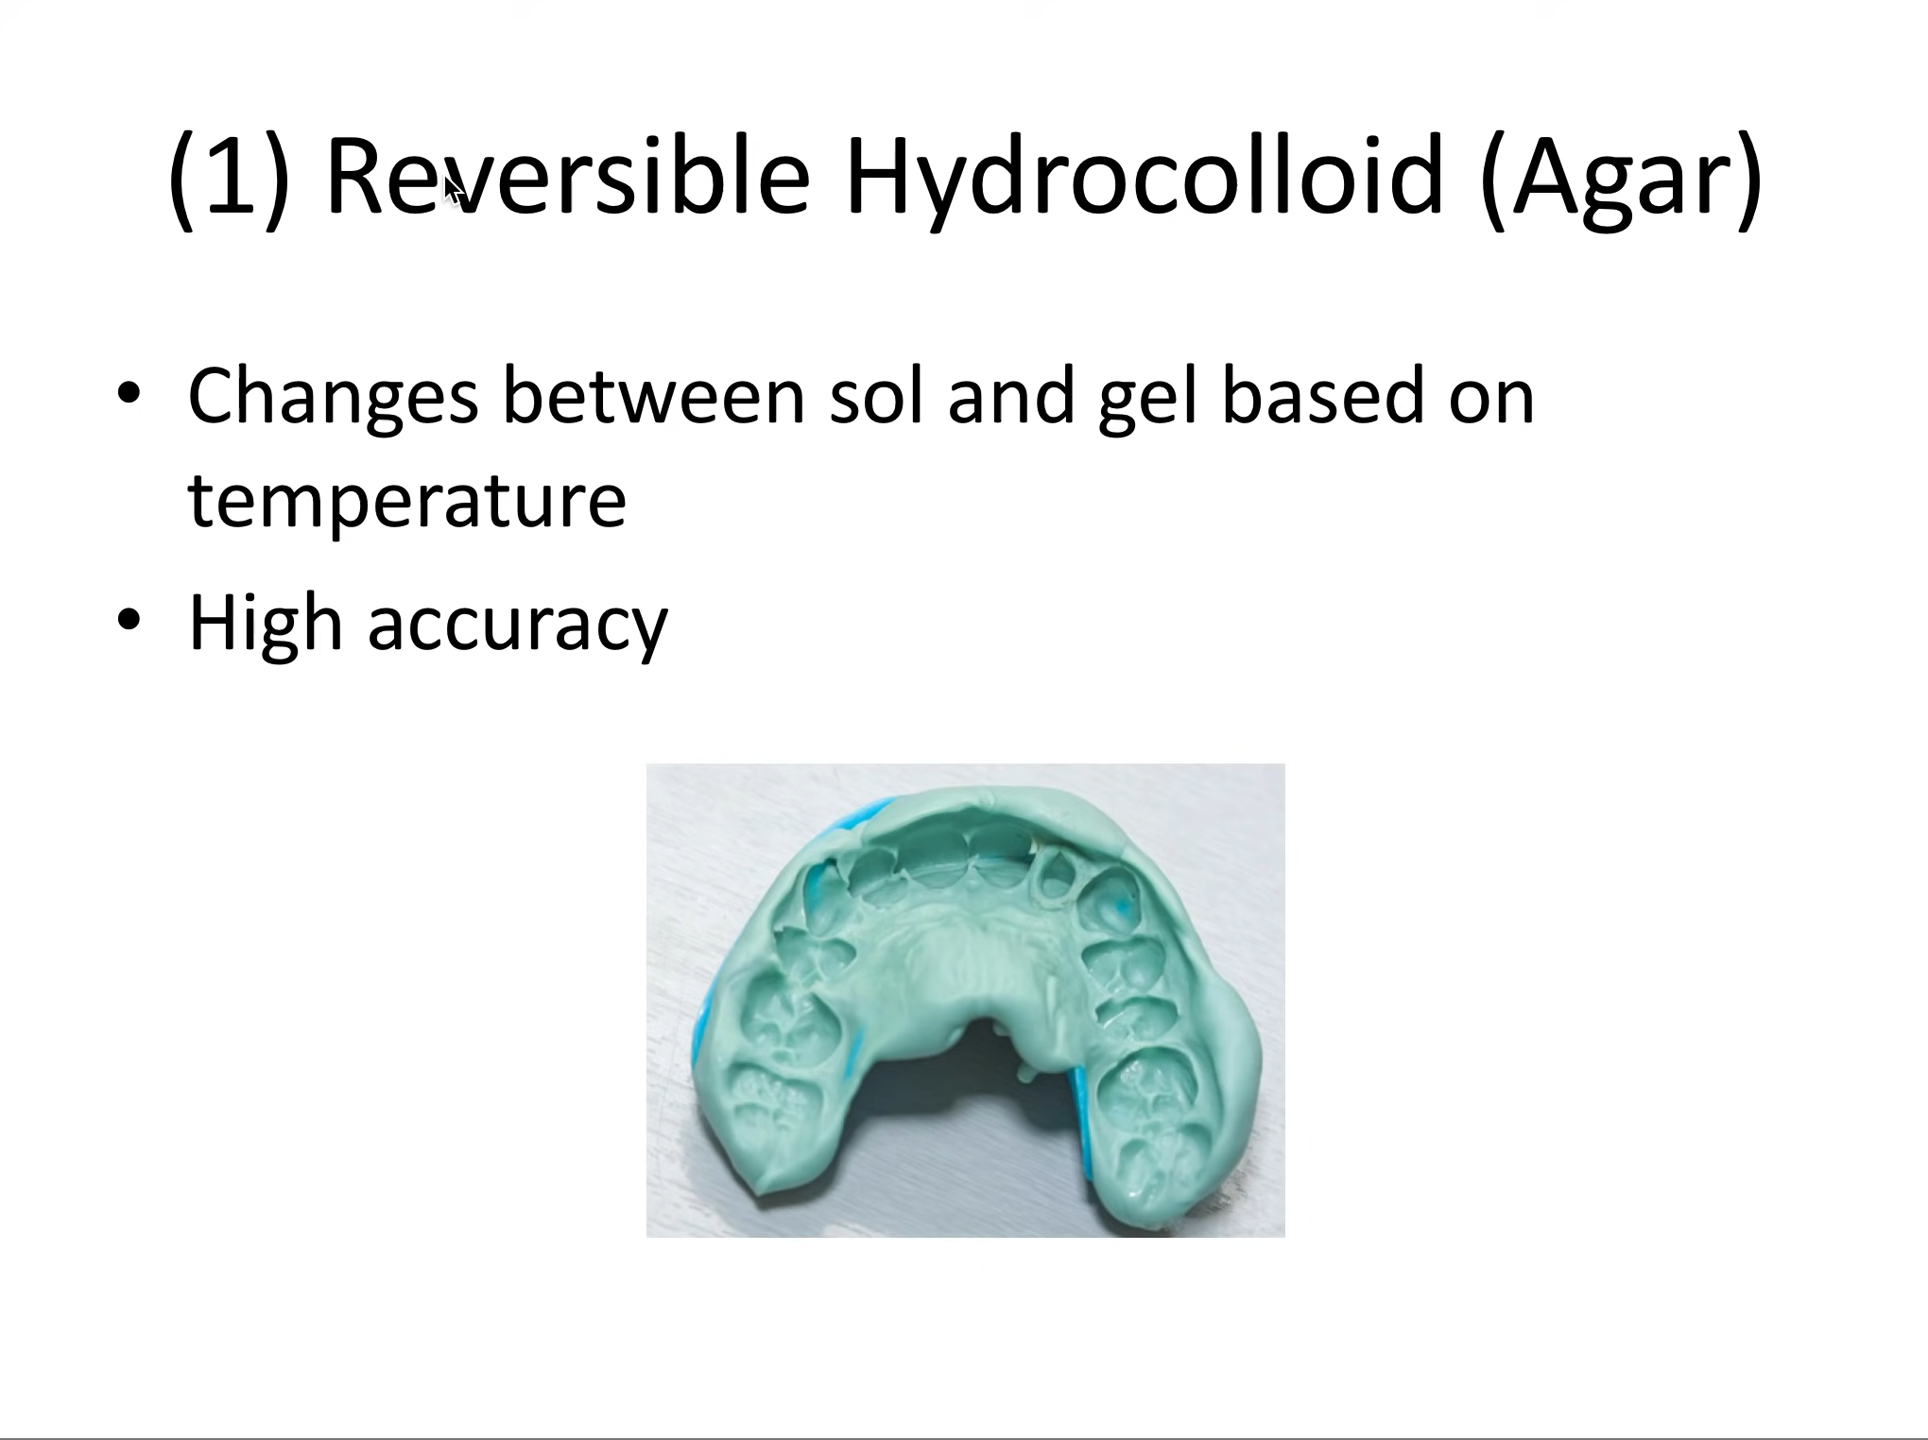 (1) Reversible Hydrocolloid (Agar)
• Changes between sol and gel based on
temperature
• High accuracy